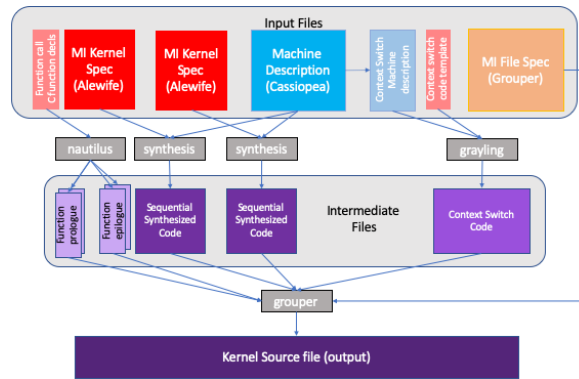 Input Files
Function call
C function decls
MI Kernel
Spec
(Alewife)
MI Kernel
Spec
(Alewife)
Machine
Description
(Cassiopea)
Context Switch
Machine
description
Context switch
code template
MI File Spec
(Grouper)
nautilus
synthesis
synthesis
grayling
Function
prologue
Function
epilogue
Sequential
Synthesized
Code
Sequential
Synthesized
Code
Intermediate
Files
Context Switch
Code
grouper
Kernel Source file (output)